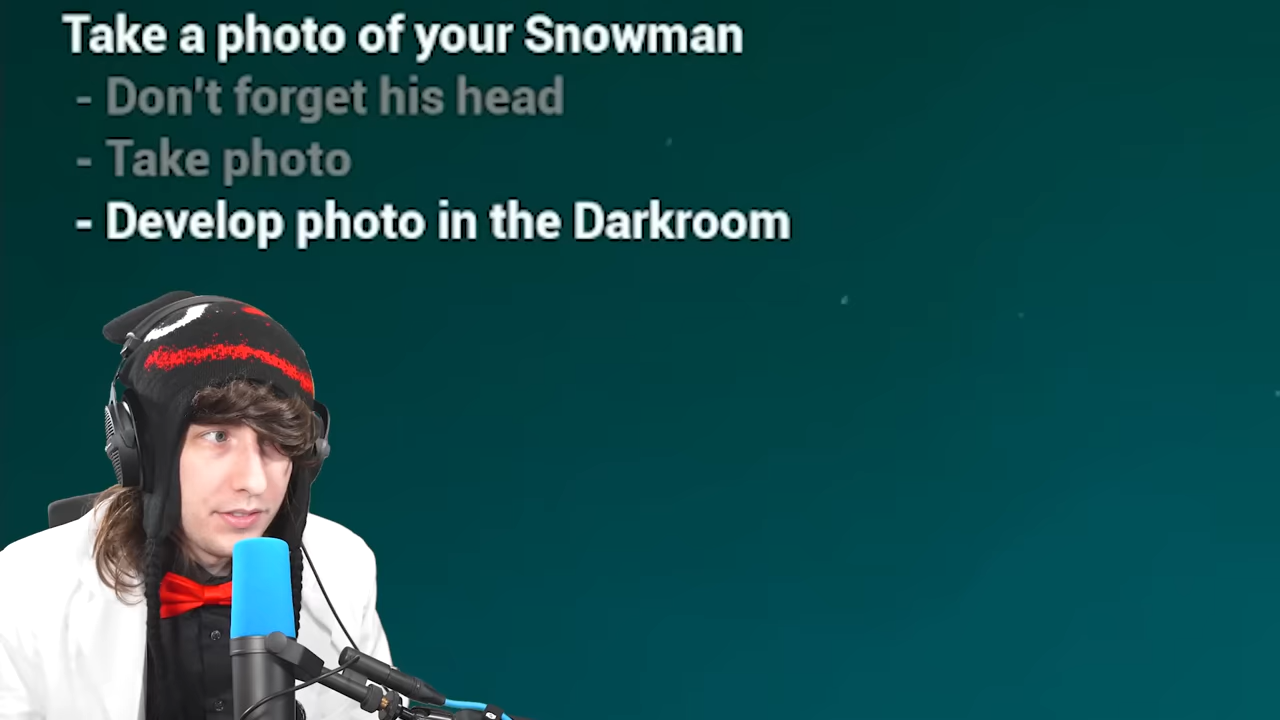 Take a photo of your Snowman
- Don't forget his head
- Take photo
- Develop photo in the Darkroom